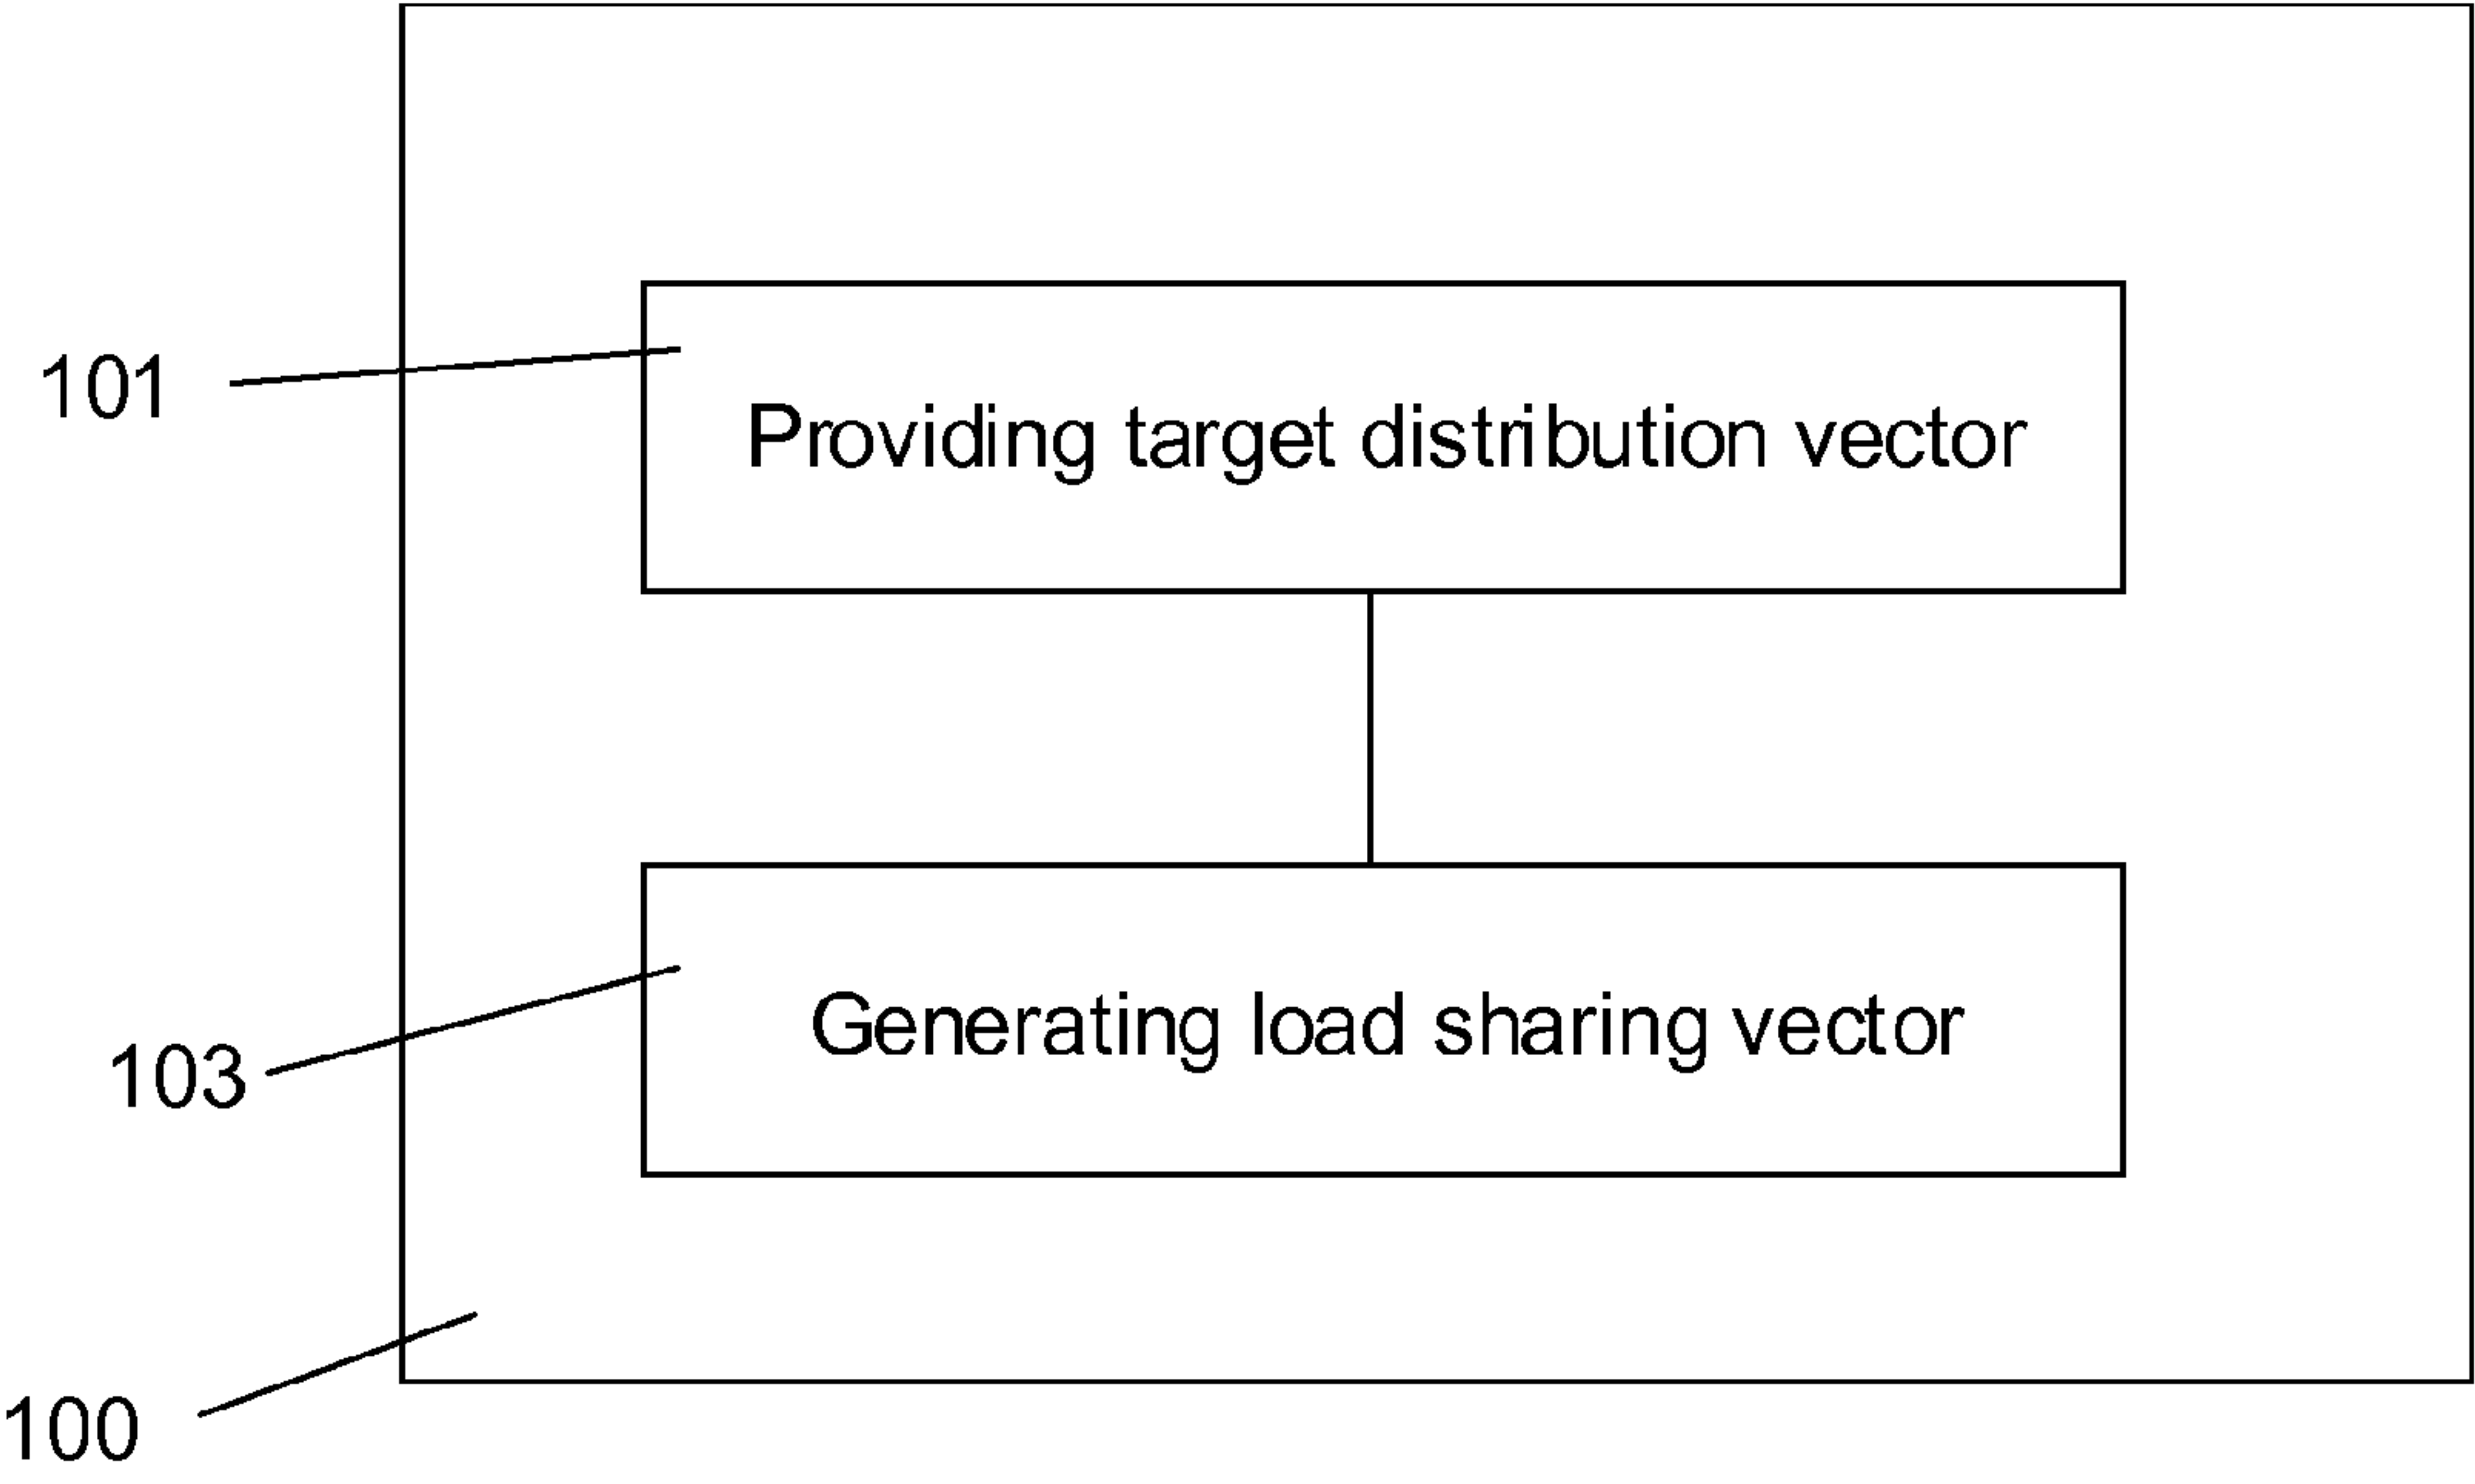 101
Providing target distribution vector
Generating load sharing vector
103
100